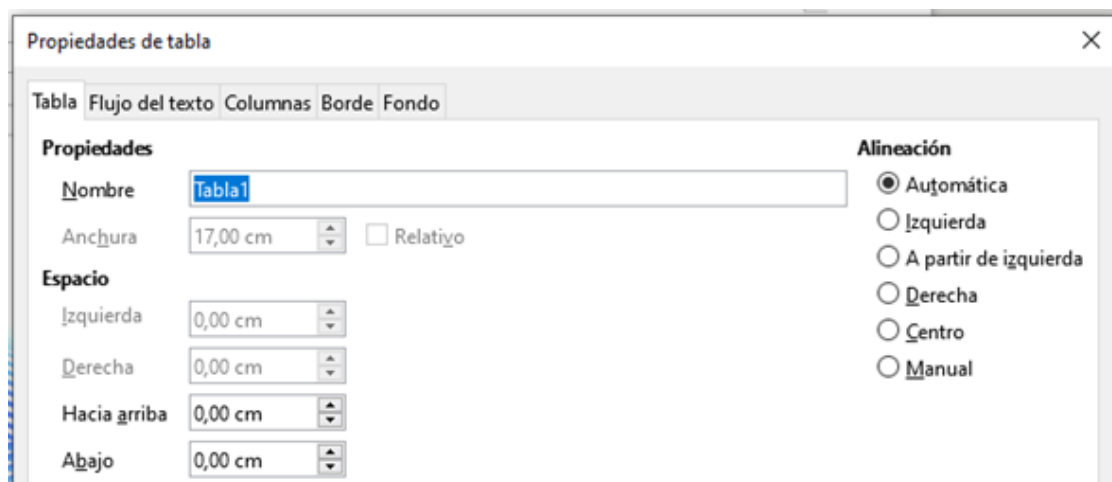 Propiedades de tabla
Tabla Flujo del texto Columnas Borde Fondo
Propiedades
Nombre Tabla1
Anchura 17,00 cm Relativo
Espacio
Izquierda 0,00 cm
Derecha 0,00 cm
Hacia arriba 0,00 cm
Abajo 0,00 cm
Alineación
Automática
Izquierda
A partir de izquierda
Derecha
Centro
Manual